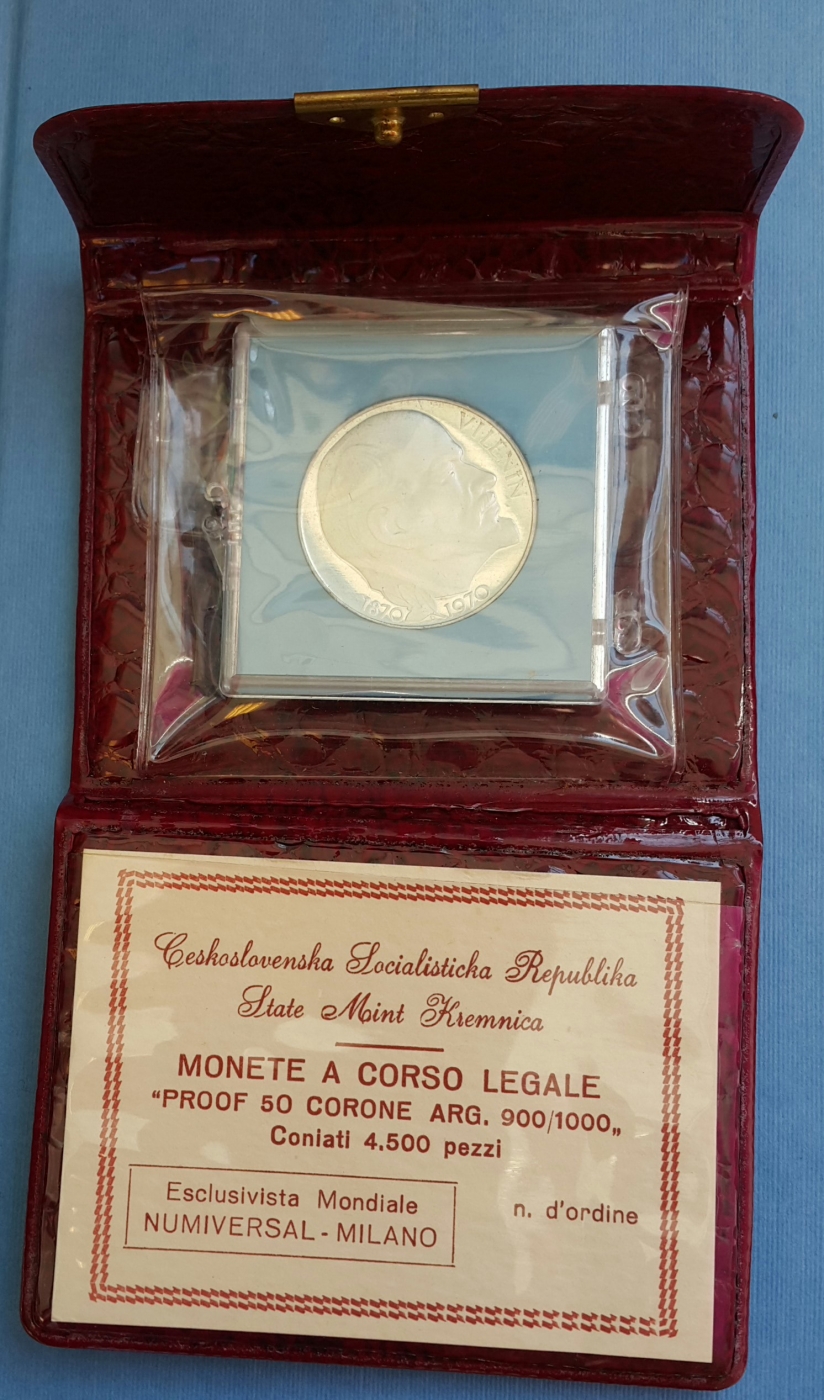 V.I.LENIN
1870 1970
Československa Socialisticka Republika
State Mint Kremnica
MONETE A CORSO LEGALE
“PROOF 50 CORONE ARG. 900/1000„
Coniati 4.500 pezzi
Esclusivista Mondiale
NUMIVERSAL - MILANO
n. d'ordine